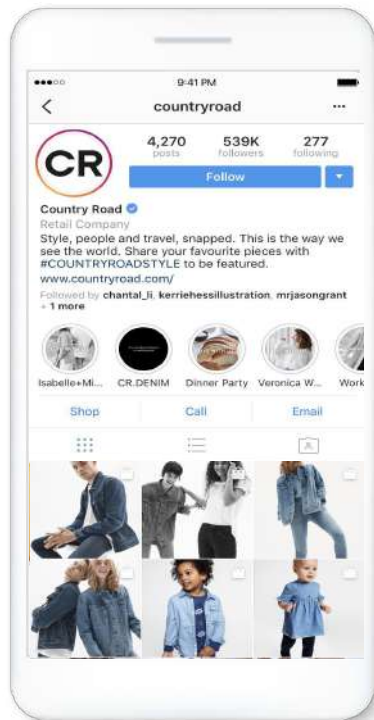 9:41 PM
countryroad
CR
4,270 539K 277
posts followers following
Follow
Country Road
Retail Company
Style, people and travel, snapped. This is the way we
see the world. Share your favourite pieces with
#COUNTRYROADSTYLE to be featured.
www.countryroad.com/
Followed by chantal_li, kerriehessillustration, mrjasongrant
+ 1 more
Isabelle+Mi... CR.DENIM Dinner Party Veronica W... Work
Shop Call Email